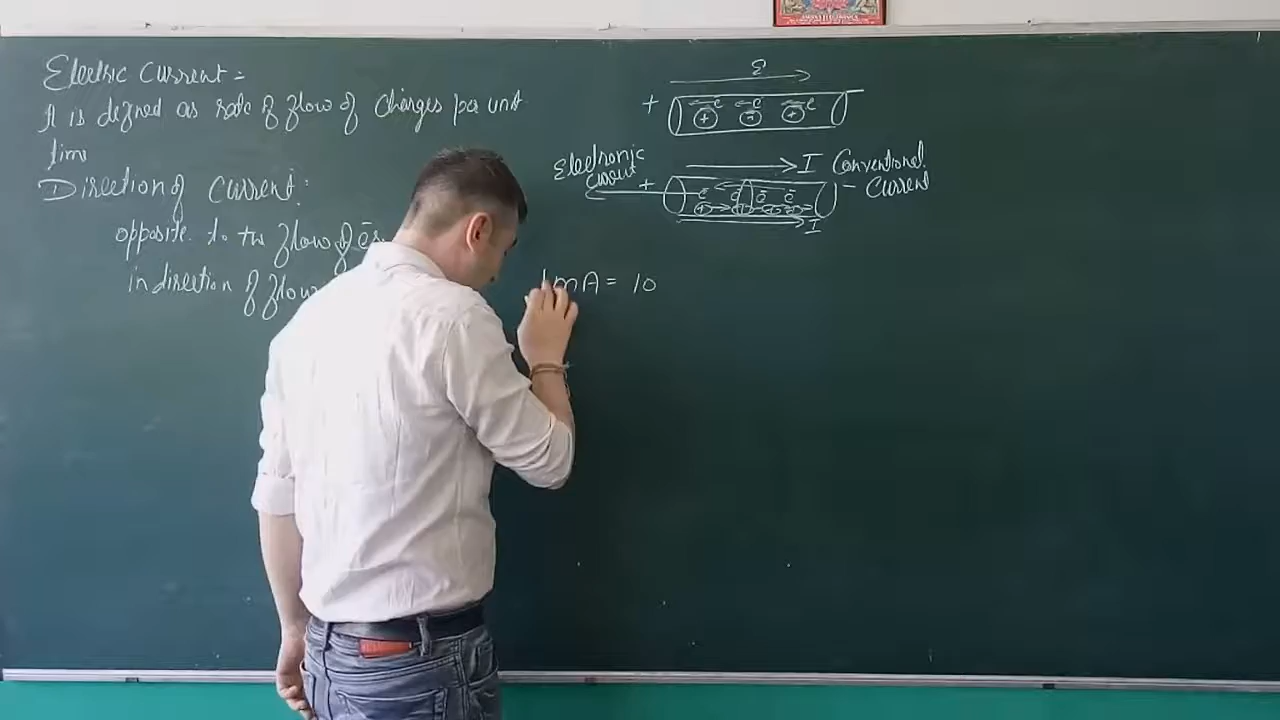 Electric Current =
It is defined as rate of flow of charges per unit
time
Direction of Current:
opposite to the flow of ēs
in direction of flow
ε
+ e e e
+ + +
I Conventional
Current
Electronic
Current
+ ē ē ē ē -
I
1mA = 10